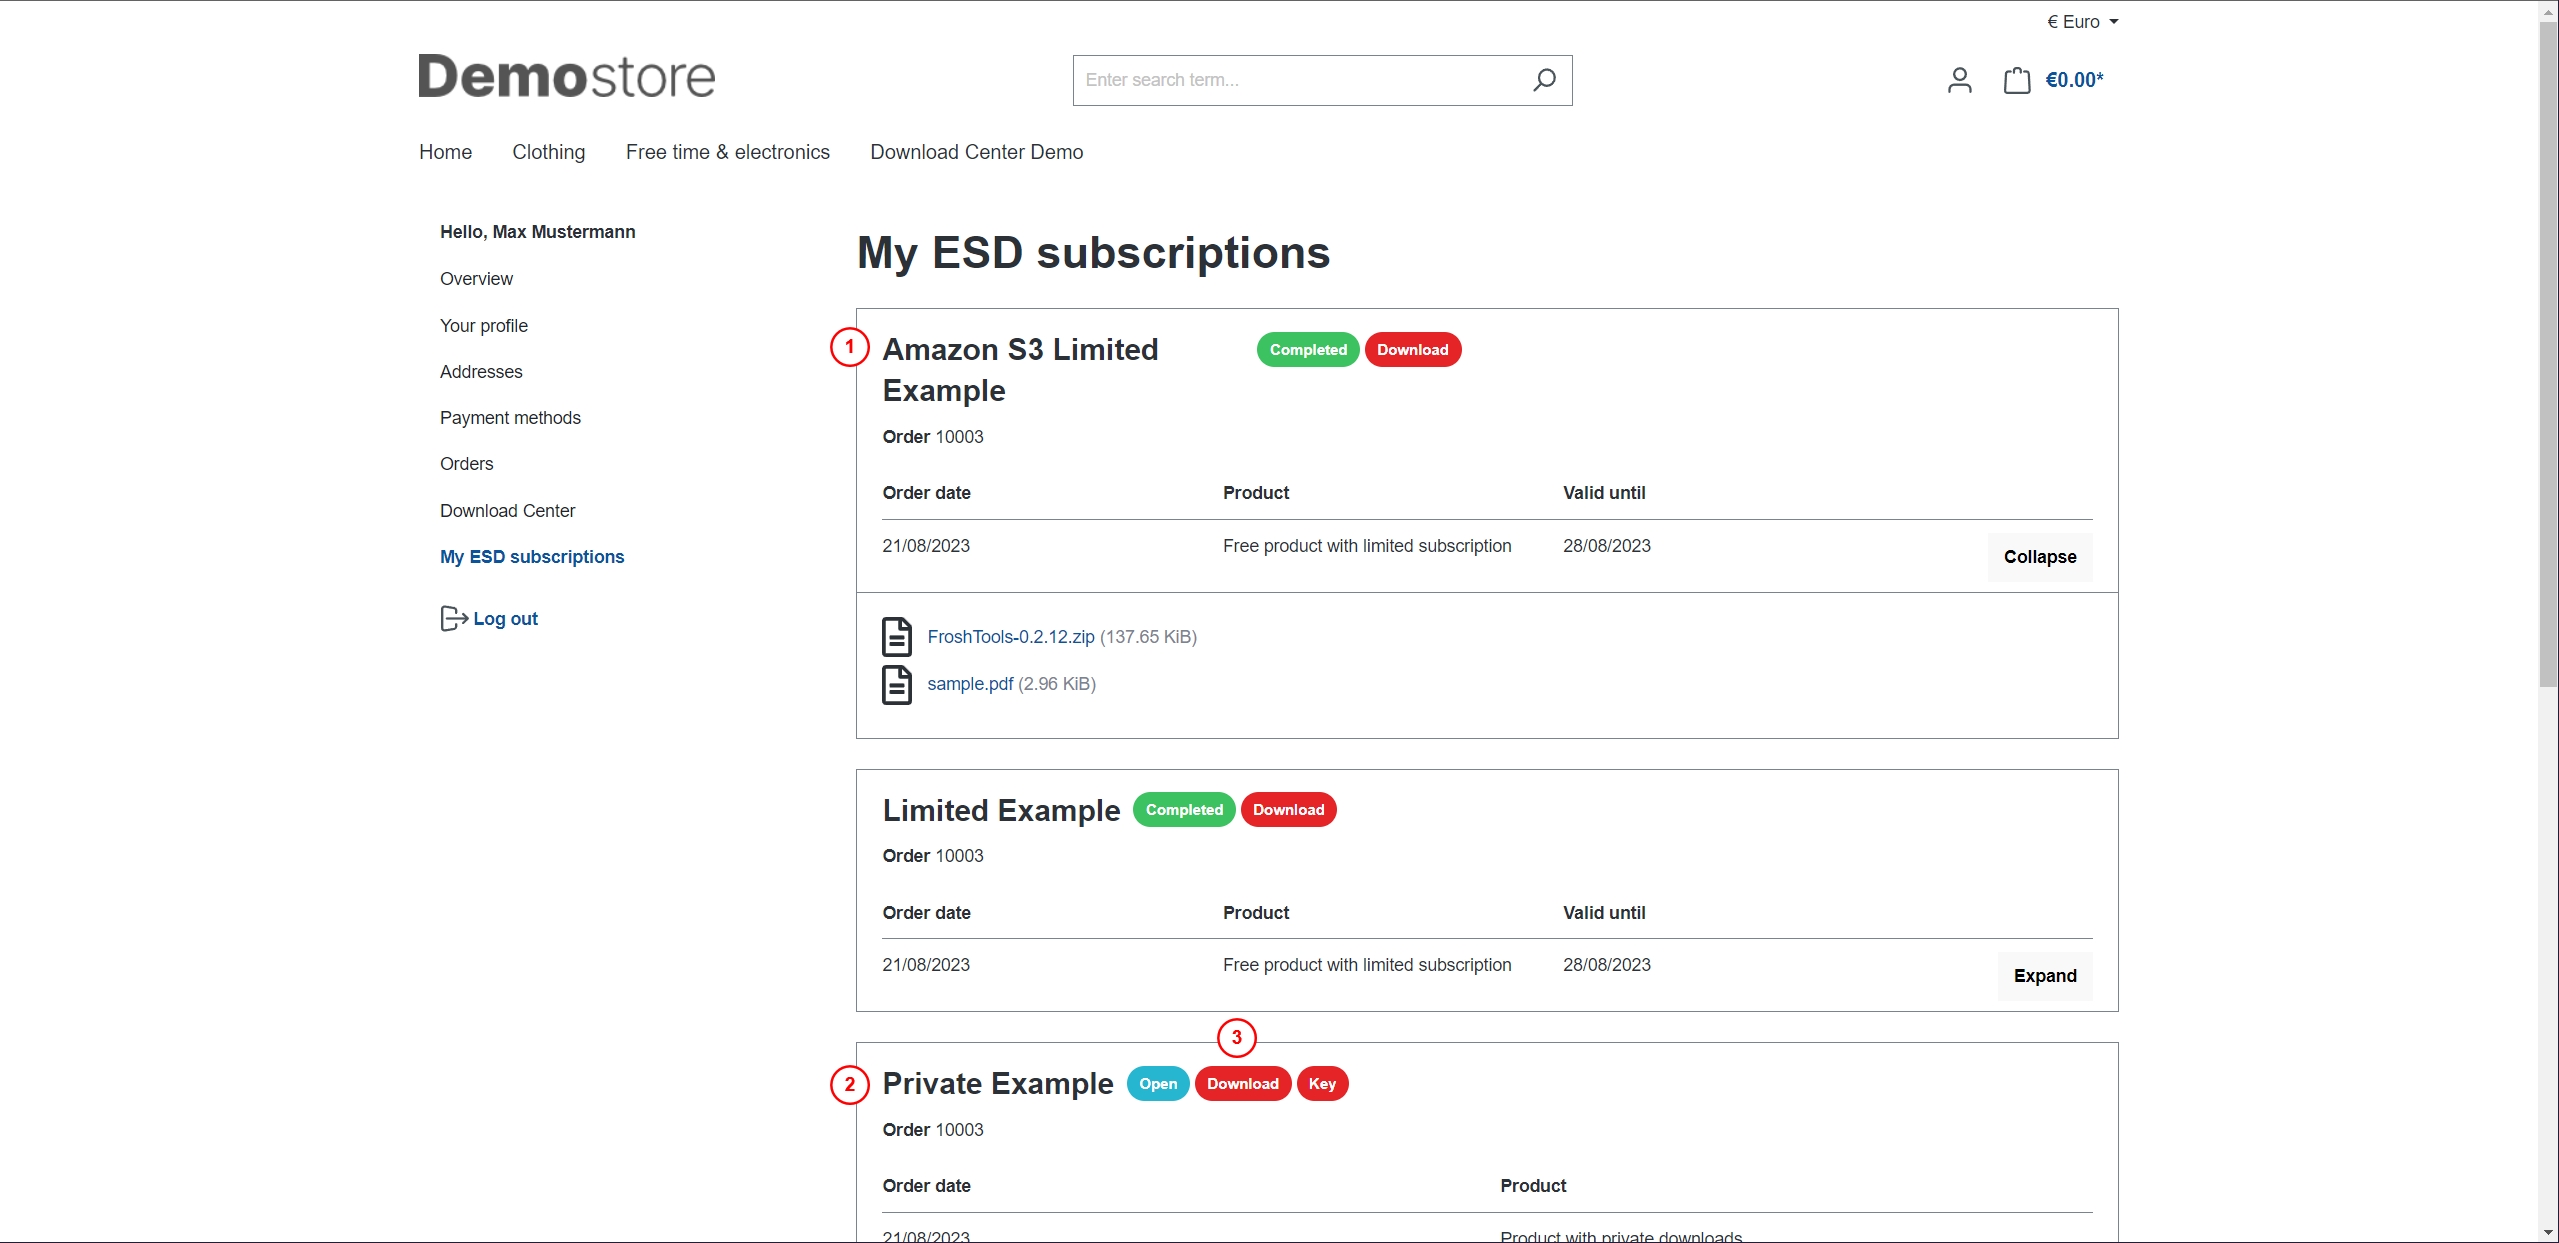 € Euro
Demostore
Enter search term...
€0.00*
Home Clothing Free time & electronics Download Center Demo
Hello, Max Mustermann
Overview
Your profile
Addresses
Payment methods
Orders
Download Center
My ESD subscriptions
Log out
My ESD subscriptions
1
Amazon S3 Limited
Example
Completed Download
Order 10003
Order date Product Valid until
21/08/2023 Free product with limited subscription 28/08/2023
Collapse
FroshTools-0.2.12.zip (137.65 KiB)
sample.pdf (2.96 KiB)
Limited Example Completed Download
Order 10003
Order date Product Valid until
21/08/2023 Free product with limited subscription 28/08/2023
Expand
3
2
Private Example Open Download Key
Order 10003
Order date Product
21/08/2023 Product with private downloads